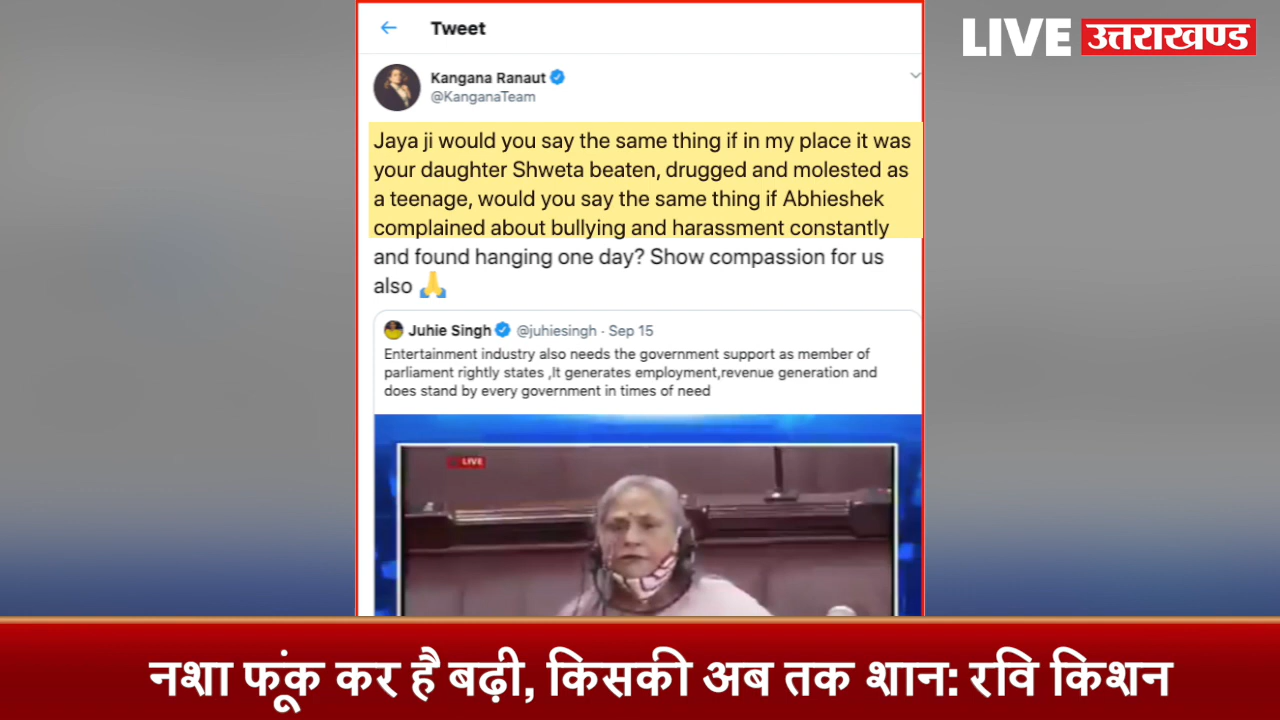 LIVE उत्तराखण्ड
Tweet
Kangana Ranaut
@KanganaTeam
Jaya ji would you say the same thing if in my place it was
your daughter Shweta beaten, drugged and molested as
a teenage, would you say the same thing if Abhieshek
complained about bullying and harassment constantly
and found hanging one day? Show compassion for us
also 🙏
Juhie Singh @juhiesingh · Sep 15
Entertainment industry also needs the government support as member of
parliament rightly states ,It generates employment,revenue generation and
does stand by every government in times of need
LIVE
नशा फूंक कर है बढ़ी, किसकी अब तक शान: रवि किशन